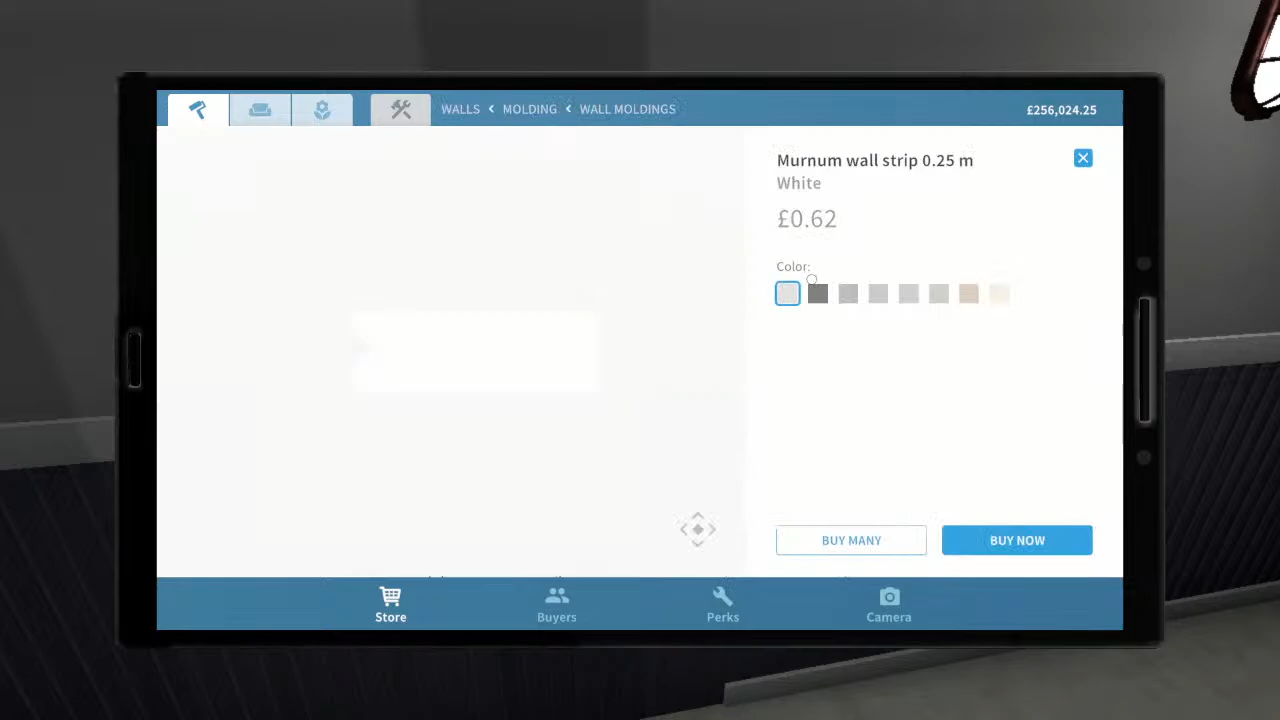 WALLS < MOLDING < WALL MOLDINGS
£256,024.25
Murnum wall strip 0.25 m
White
£0.62
Color:
BUY MANY
BUY NOW
Store
Buyers
Perks
Camera